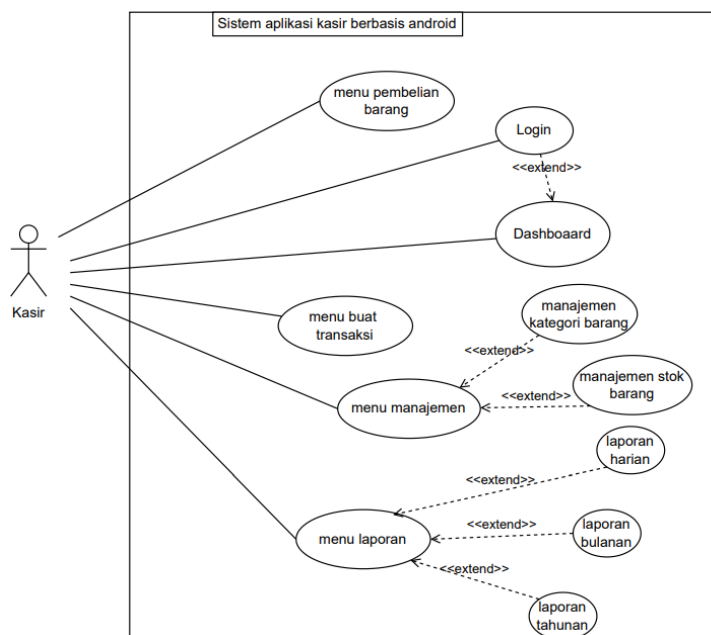 Sistem aplikasi kasir berbasis android
menu pembelian
barang
Login
<<extend>>
Dashboaard
Kasir
menu buat
transaksi
manajemen
kategori barang
<<extend>>
manajemen stok
barang
<<extend>>
menu manajemen
laporan
harian
<<extend>>
menu laporan
<<extend>>
laporan
bulanan
<<extend>>
laporan
tahunan